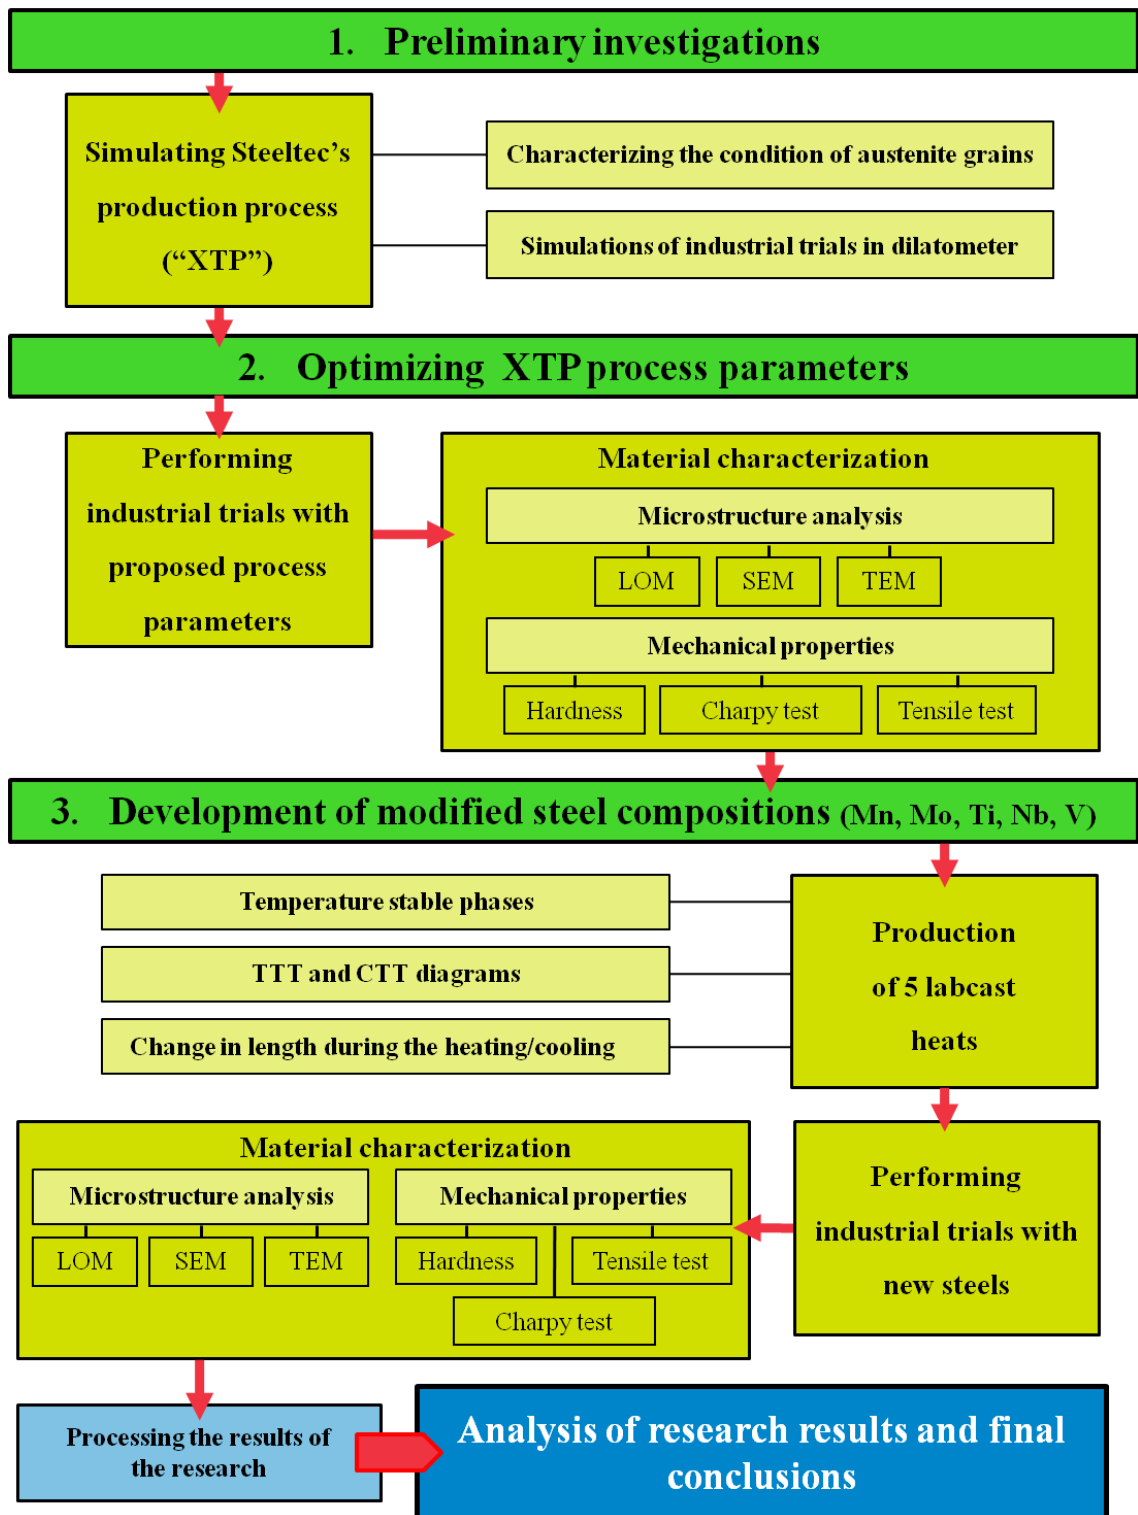 1. Preliminary investigations
Simulating Steeltec’s
production process
(“XTP”)
Characterizing the condition of austenite grains
Simulations of industrial trials in dilatometer
2. Optimizing XTP process parameters
Performing
industrial trials with
proposed process
parameters
Material characterization
Microstructure analysis
LOM
SEM
TEM
Mechanical properties
Hardness
Charpy test
Tensile test
3. Development of modified steel compositions (Mn, Mo, Ti, Nb, V)
Temperature stable phases
TTT and CTT diagrams
Change in length during the heating/cooling
Production
of 5 labcast
heats
Performing
industrial trials with
new steels
Material characterization
Microstructure analysis
LOM
SEM
TEM
Mechanical properties
Hardness
Tensile test
Charpy test
Processing the results of
the research
Analysis of research results and final
conclusions